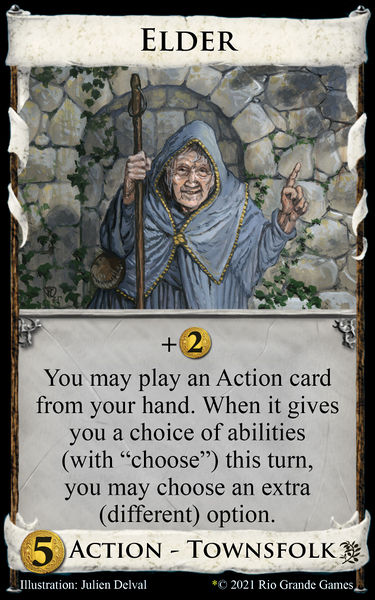 ELDER
+2
You may play an Action card
from your hand. When it gives
you a choice of abilities
(with “choose”) this turn,
you may choose an extra
(different) option.
5 ACTION - TOWNSFOLK
Illustration: Julien Delval *© 2021 Rio Grande Games